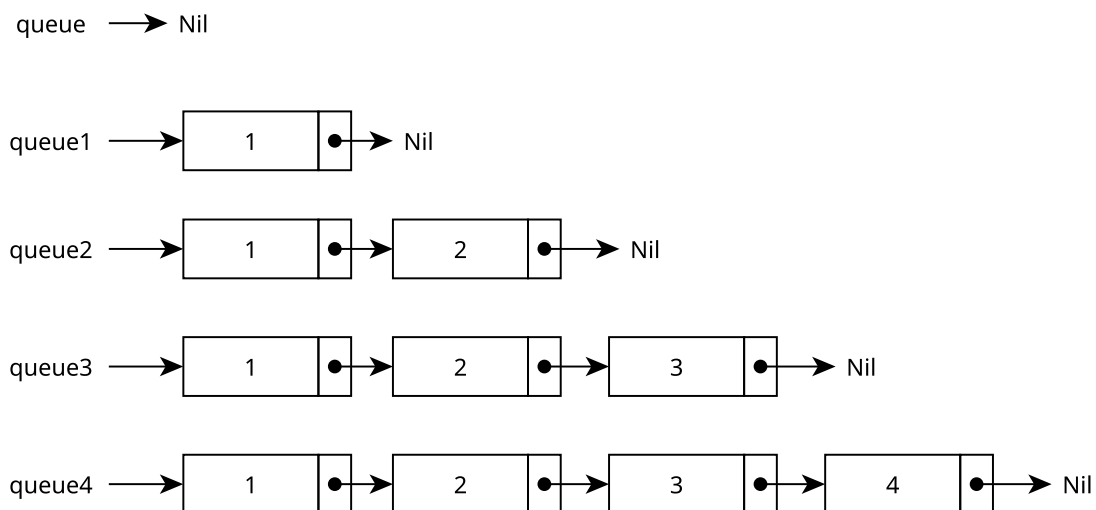 queue Nil
queue1 1 Nil
queue2 1 2 Nil
queue3 1 2 3 Nil
queue4 1 2 3 4 Nil